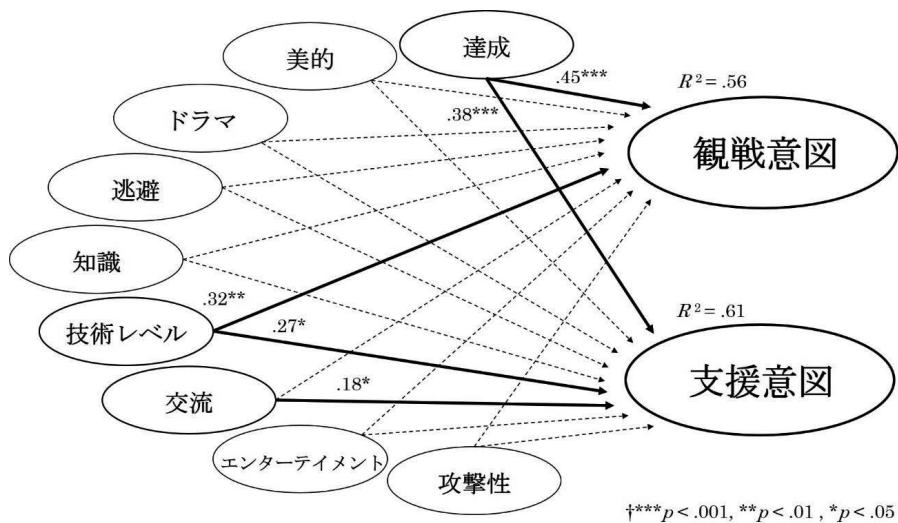 達成
美的
.45***
R² = .56
ドラマ
.38***
観戦意図
逃避
知識
.32**
R² = .61
技術レベル
.27*
支援意図
交流
.18*
エンターテイメント
攻撃性
†***p < .001, **p < .01 , *p < .05